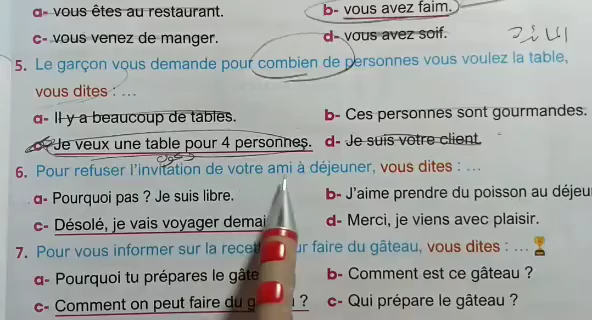 a- vous êtes au restaurant. b- vous avez faim.
c- vous venez de manger. d- vous avez soif.
5. Le garçon vous demande pour combien de personnes vous voulez la table,
vous dites : ...
a- Il y a beaucoup de tables. b- Ces personnes sont gourmandes.
Je veux une table pour 4 personnes. d- Je suis votre client.
6. Pour refuser l'invitation de votre ami à déjeuner, vous dites : ...
a- Pourquoi pas ? Je suis libre. b- J'aime prendre du poisson au déjeu
c- Désolé, je vais voyager demai d- Merci, je viens avec plaisir.
7. Pour vous informer sur la rece ur faire du gâteau, vous dites : ...
a- Pourquoi tu prépares le gâte b- Comment est ce gâteau ?
c- Comment on peut faire du g ? c- Qui prépare le gâteau ?